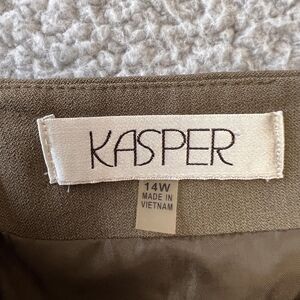 KASPER
14W
MADE IN
VIETNAM